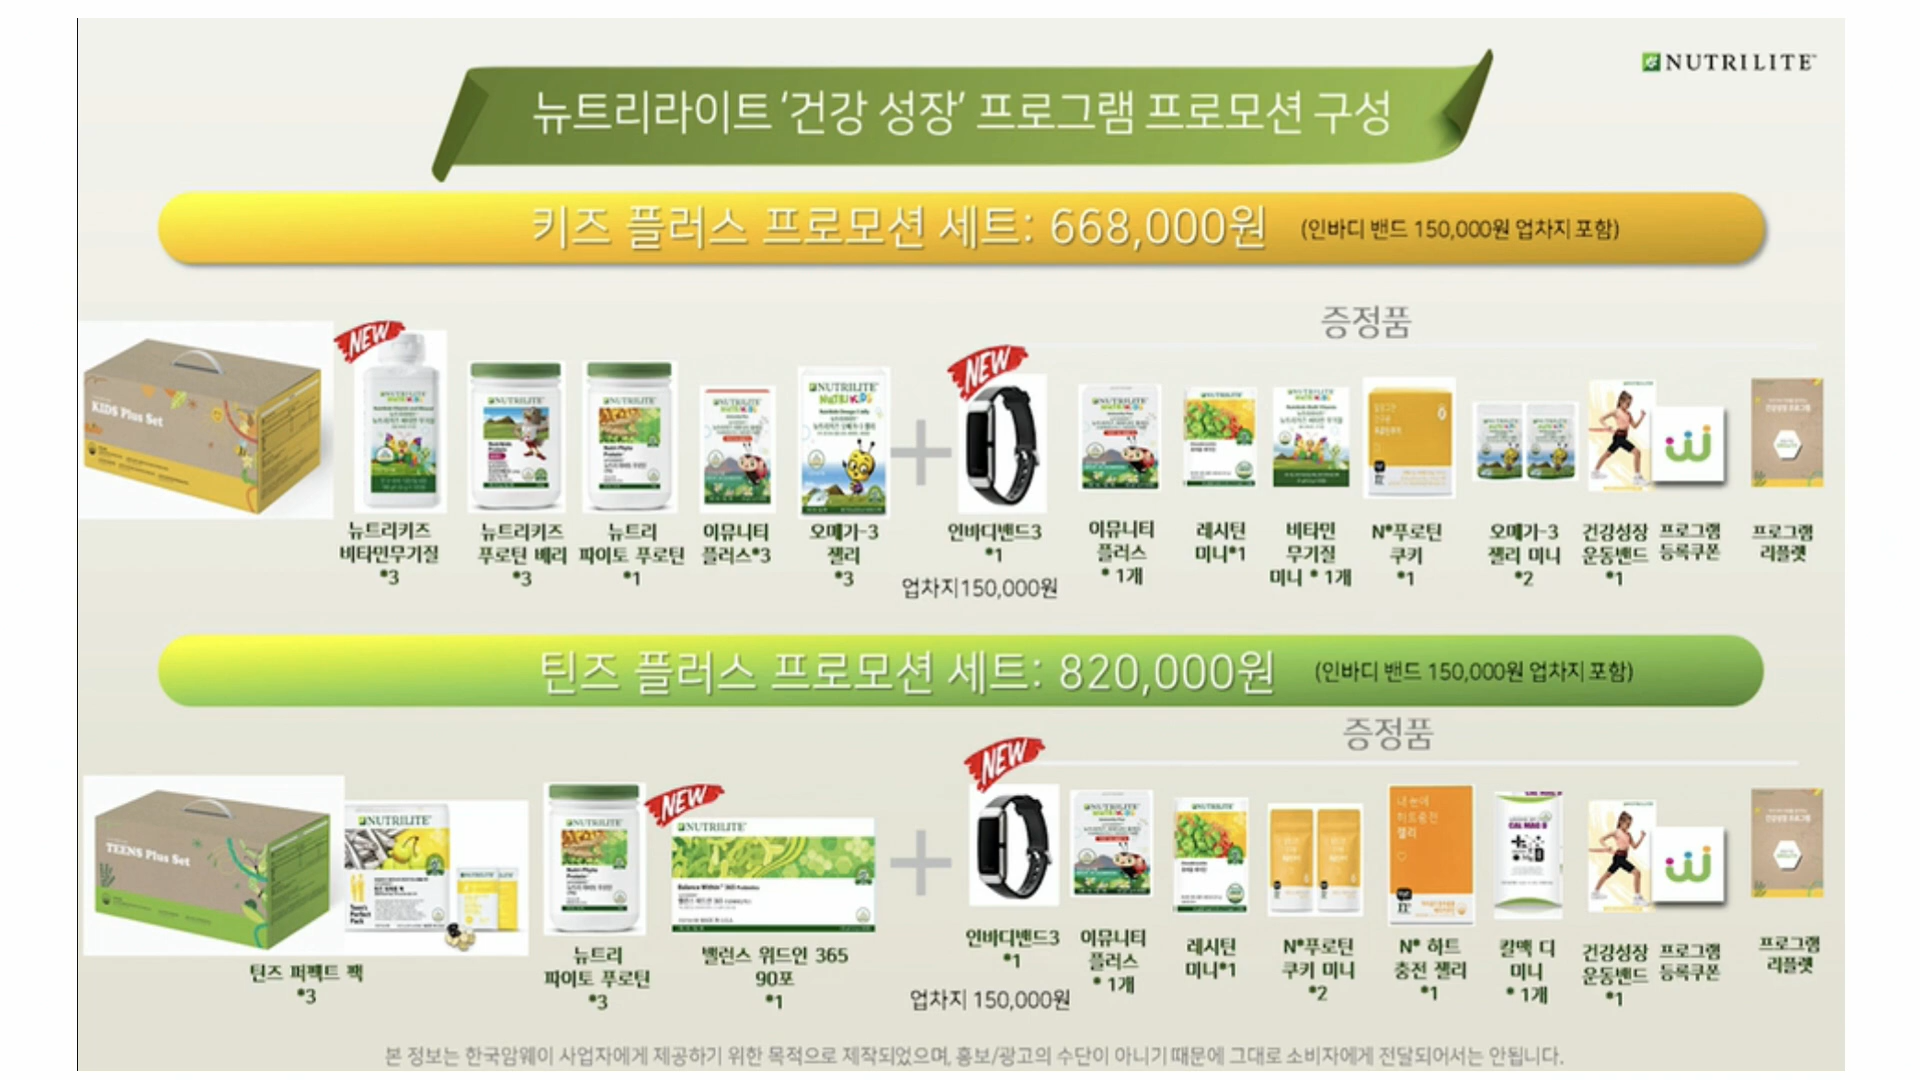 NUTRILITE™
뉴트리라이트 ‘건강 성장’ 프로그램 프로모션 구성
키즈 플러스 프로모션 세트: 668,000원 (인바디 밴드 150,000원 업차지 포함)
증정품
NEW
NEW
KIDS Plus Set
NUTRILITE
NUTRILITE
NUTRILITE
NUTRIKIDS
뉴트리키즈
비타민무기질
*3
뉴트리키즈
푸로틴 베리
*3
뉴트리
파이토 푸로틴
*1
이뮤니티
플러스*3
오메가-3
젤리
*3
인바디밴드3
*1
업차지150,000원
이뮤니티
플러스
* 1개
레시틴
미니*1
비타민
무기질
미니 * 1개
N*푸로틴
쿠키
*1
오메가-3
젤리 미니
*2
건강성장
운동밴드
*1
프로그램
등록쿠폰
프로그램
리플렛
틴즈 플러스 프로모션 세트: 820,000원 (인바디 밴드 150,000원 업차지 포함)
증정품
NEW
NEW
TEENS Plus Set
NUTRILITE
Teen's
Perfect
Pack
NUTRILITE
NUTRILITE
Balance Within™ 365 Probiotics
CAL MAG D
틴즈 퍼펙트 팩
*3
뉴트리
파이토 푸로틴
*3
밸런스 위드인 365
90포
*1
인바디밴드3
*1
업차지 150,000원
이뮤니티
플러스
* 1개
레시틴
미니*1
N*푸로틴
쿠키 미니
*2
N* 하트
충전 젤리
*1
칼맥 디
미니
* 1개
건강성장
운동밴드
*1
프로그램
등록쿠폰
프로그램
리플렛
본 정보는 한국암웨이 사업자에게 제공하기 위한 목적으로 제작되었으며, 홍보/광고의 수단이 아니기 때문에 그대로 소비자에게 전달되어서는 안됩니다.